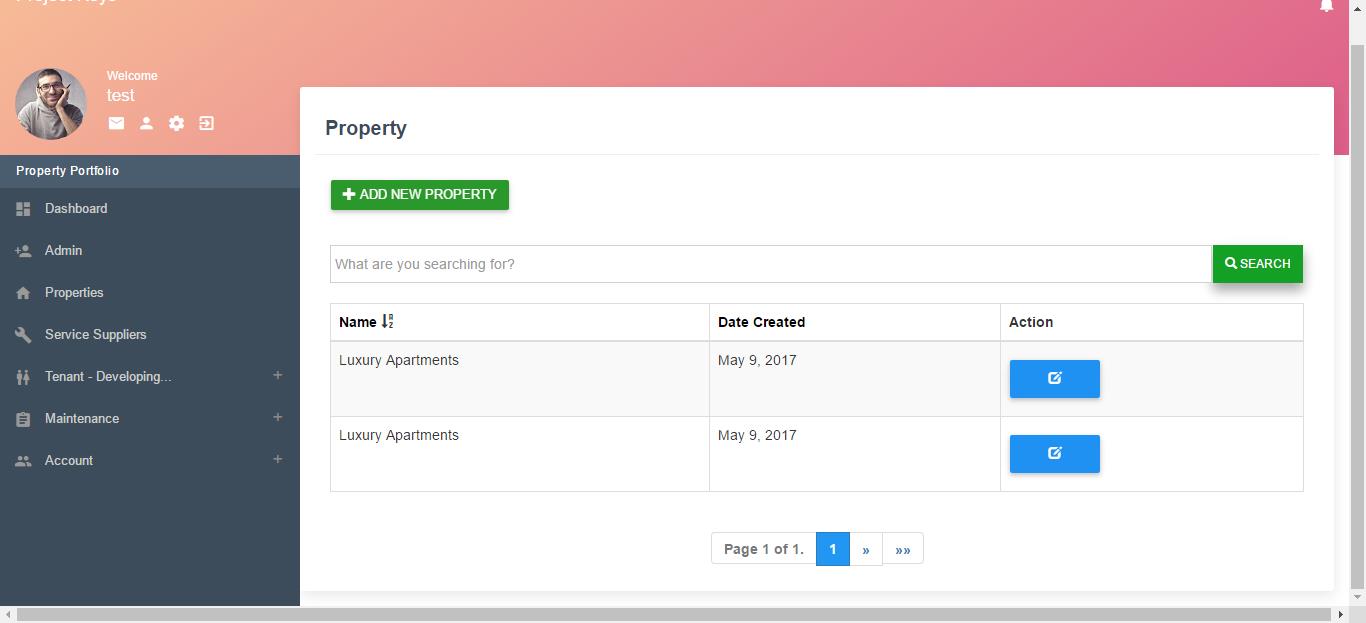 Project Keys
Welcome
test
Property Portfolio
Dashboard
Admin
Properties
Service Suppliers
Tenant - Developing... +
Maintenance +
Account +
Property
ADD NEW PROPERTY
What are you searching for? SEARCH
Name Date Created Action
Luxury Apartments May 9, 2017
Luxury Apartments May 9, 2017
Page 1 of 1. 1 » »»